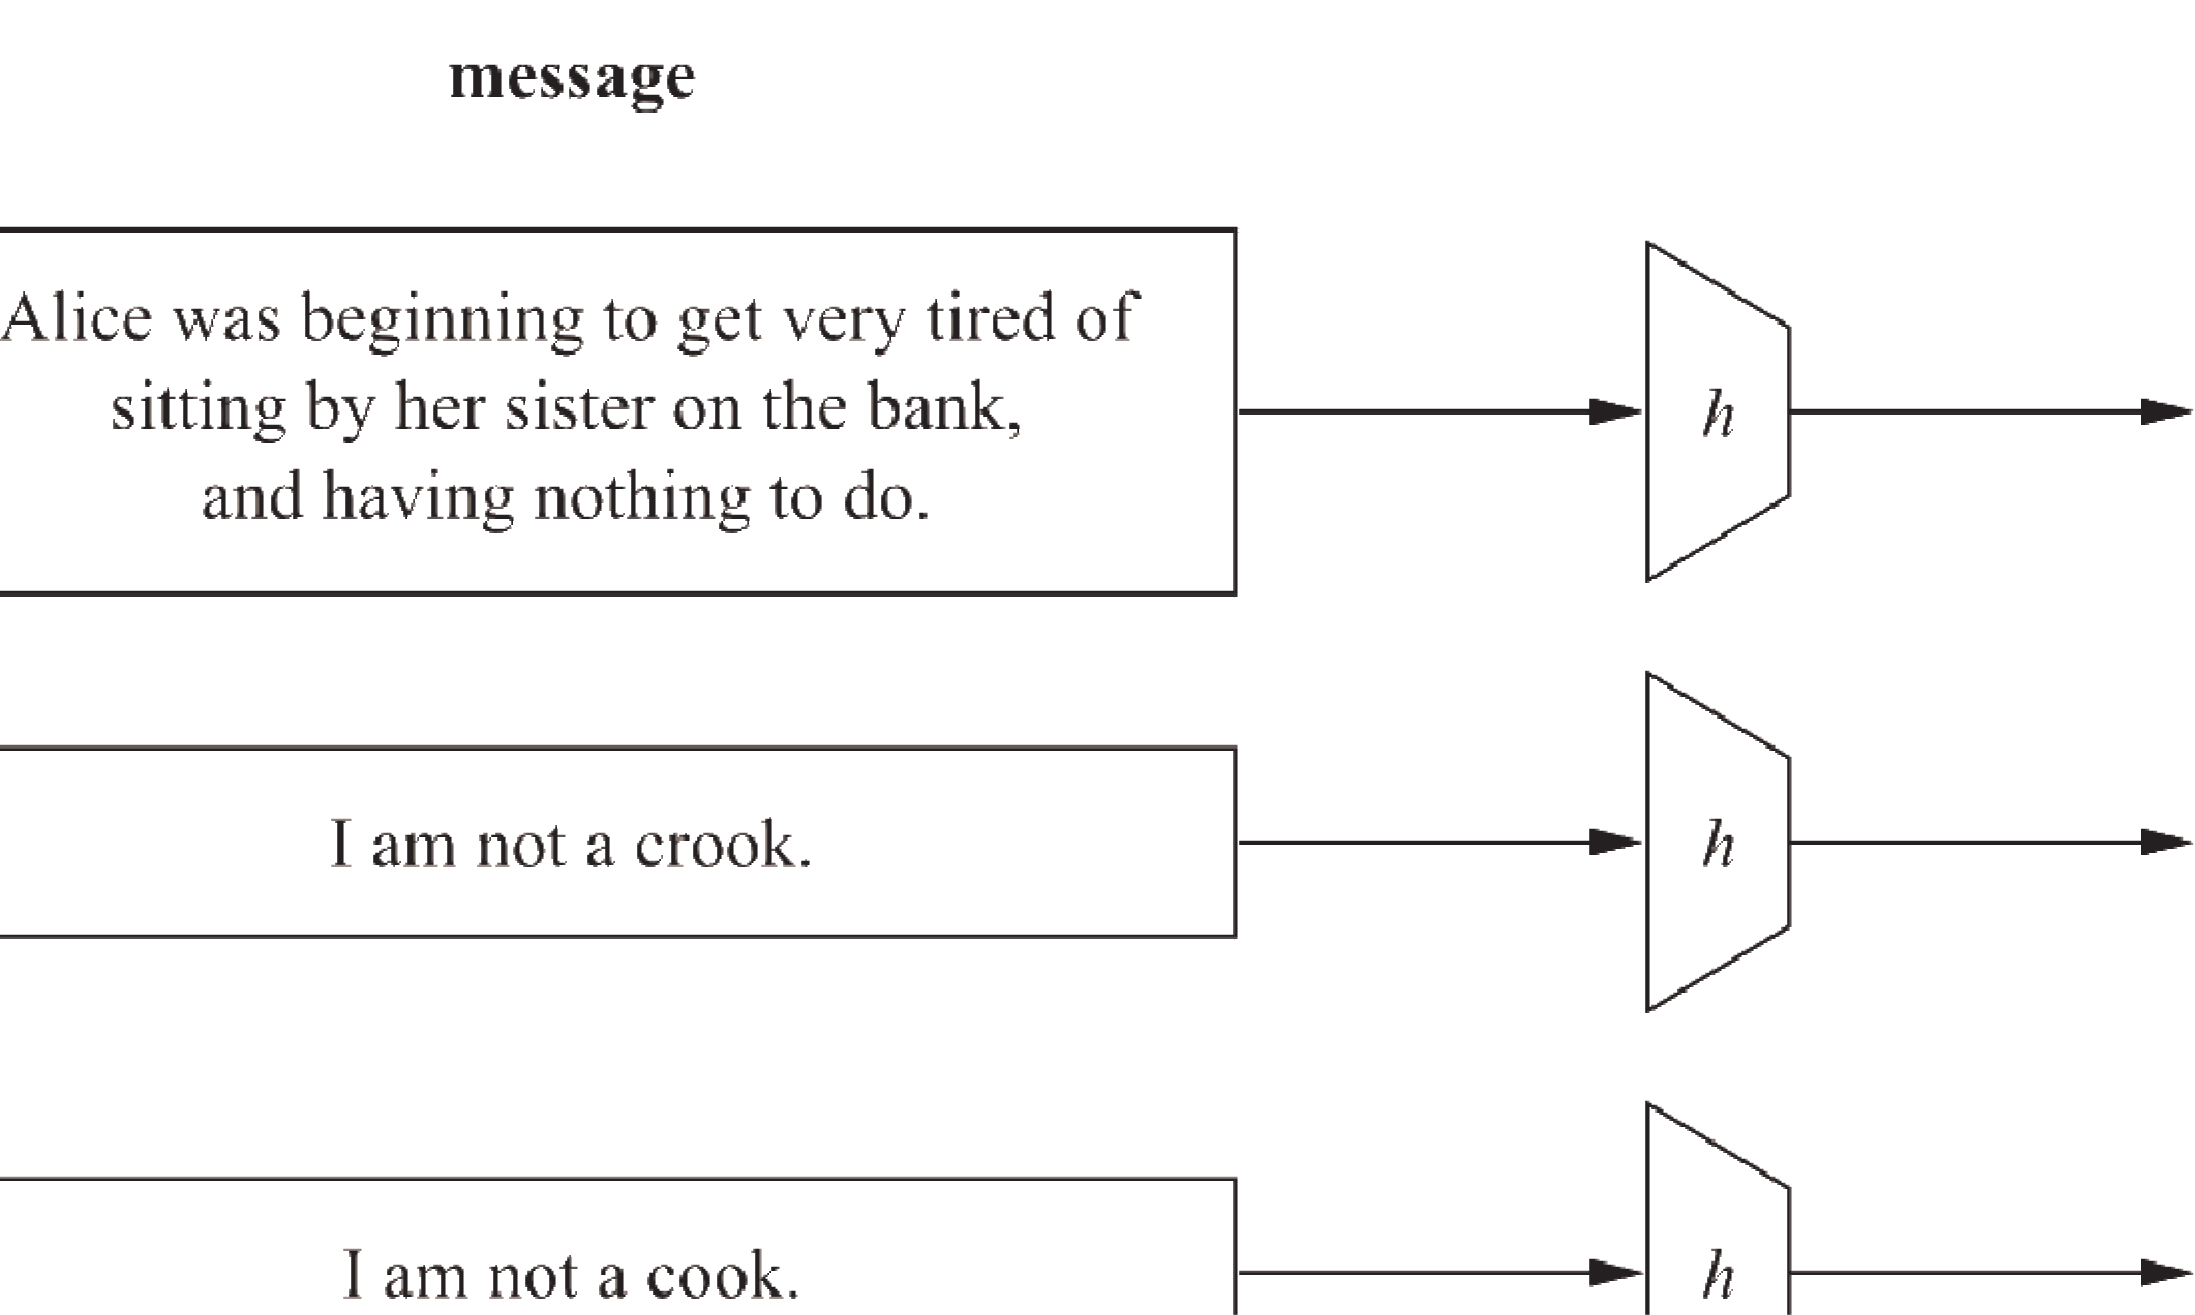 message
Alice was beginning to get very tired of
sitting by her sister on the bank,
and having nothing to do.
h
I am not a crook.
h
I am not a cook.
h